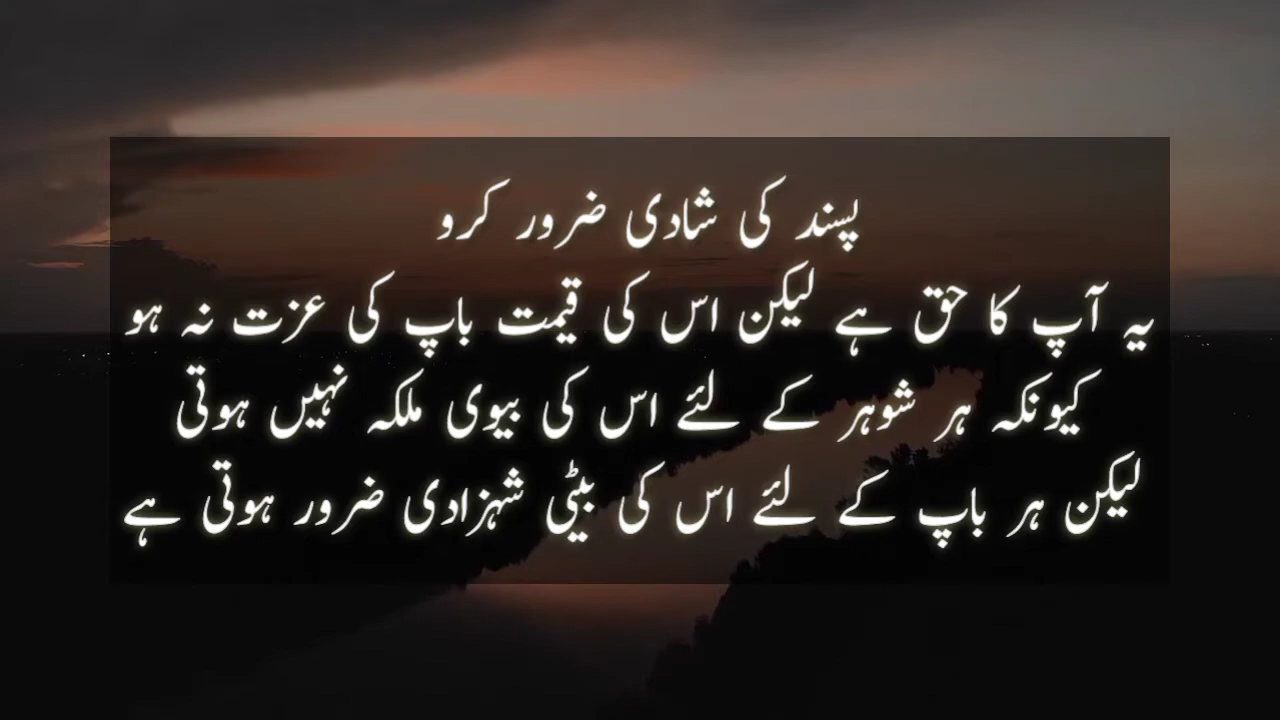 پسند کی شادی ضرور کرو
یہ آپ کا حق ہے لیکن اس کی قیمت باپ کی عزت نہ ہو
کیونکہ ہر شوہر کے لئے اس کی بیوی ملکہ نہیں ہوتی
لیکن ہر باپ کے لئے اس کی بیٹی شہزادی ضرور ہوتی ہے